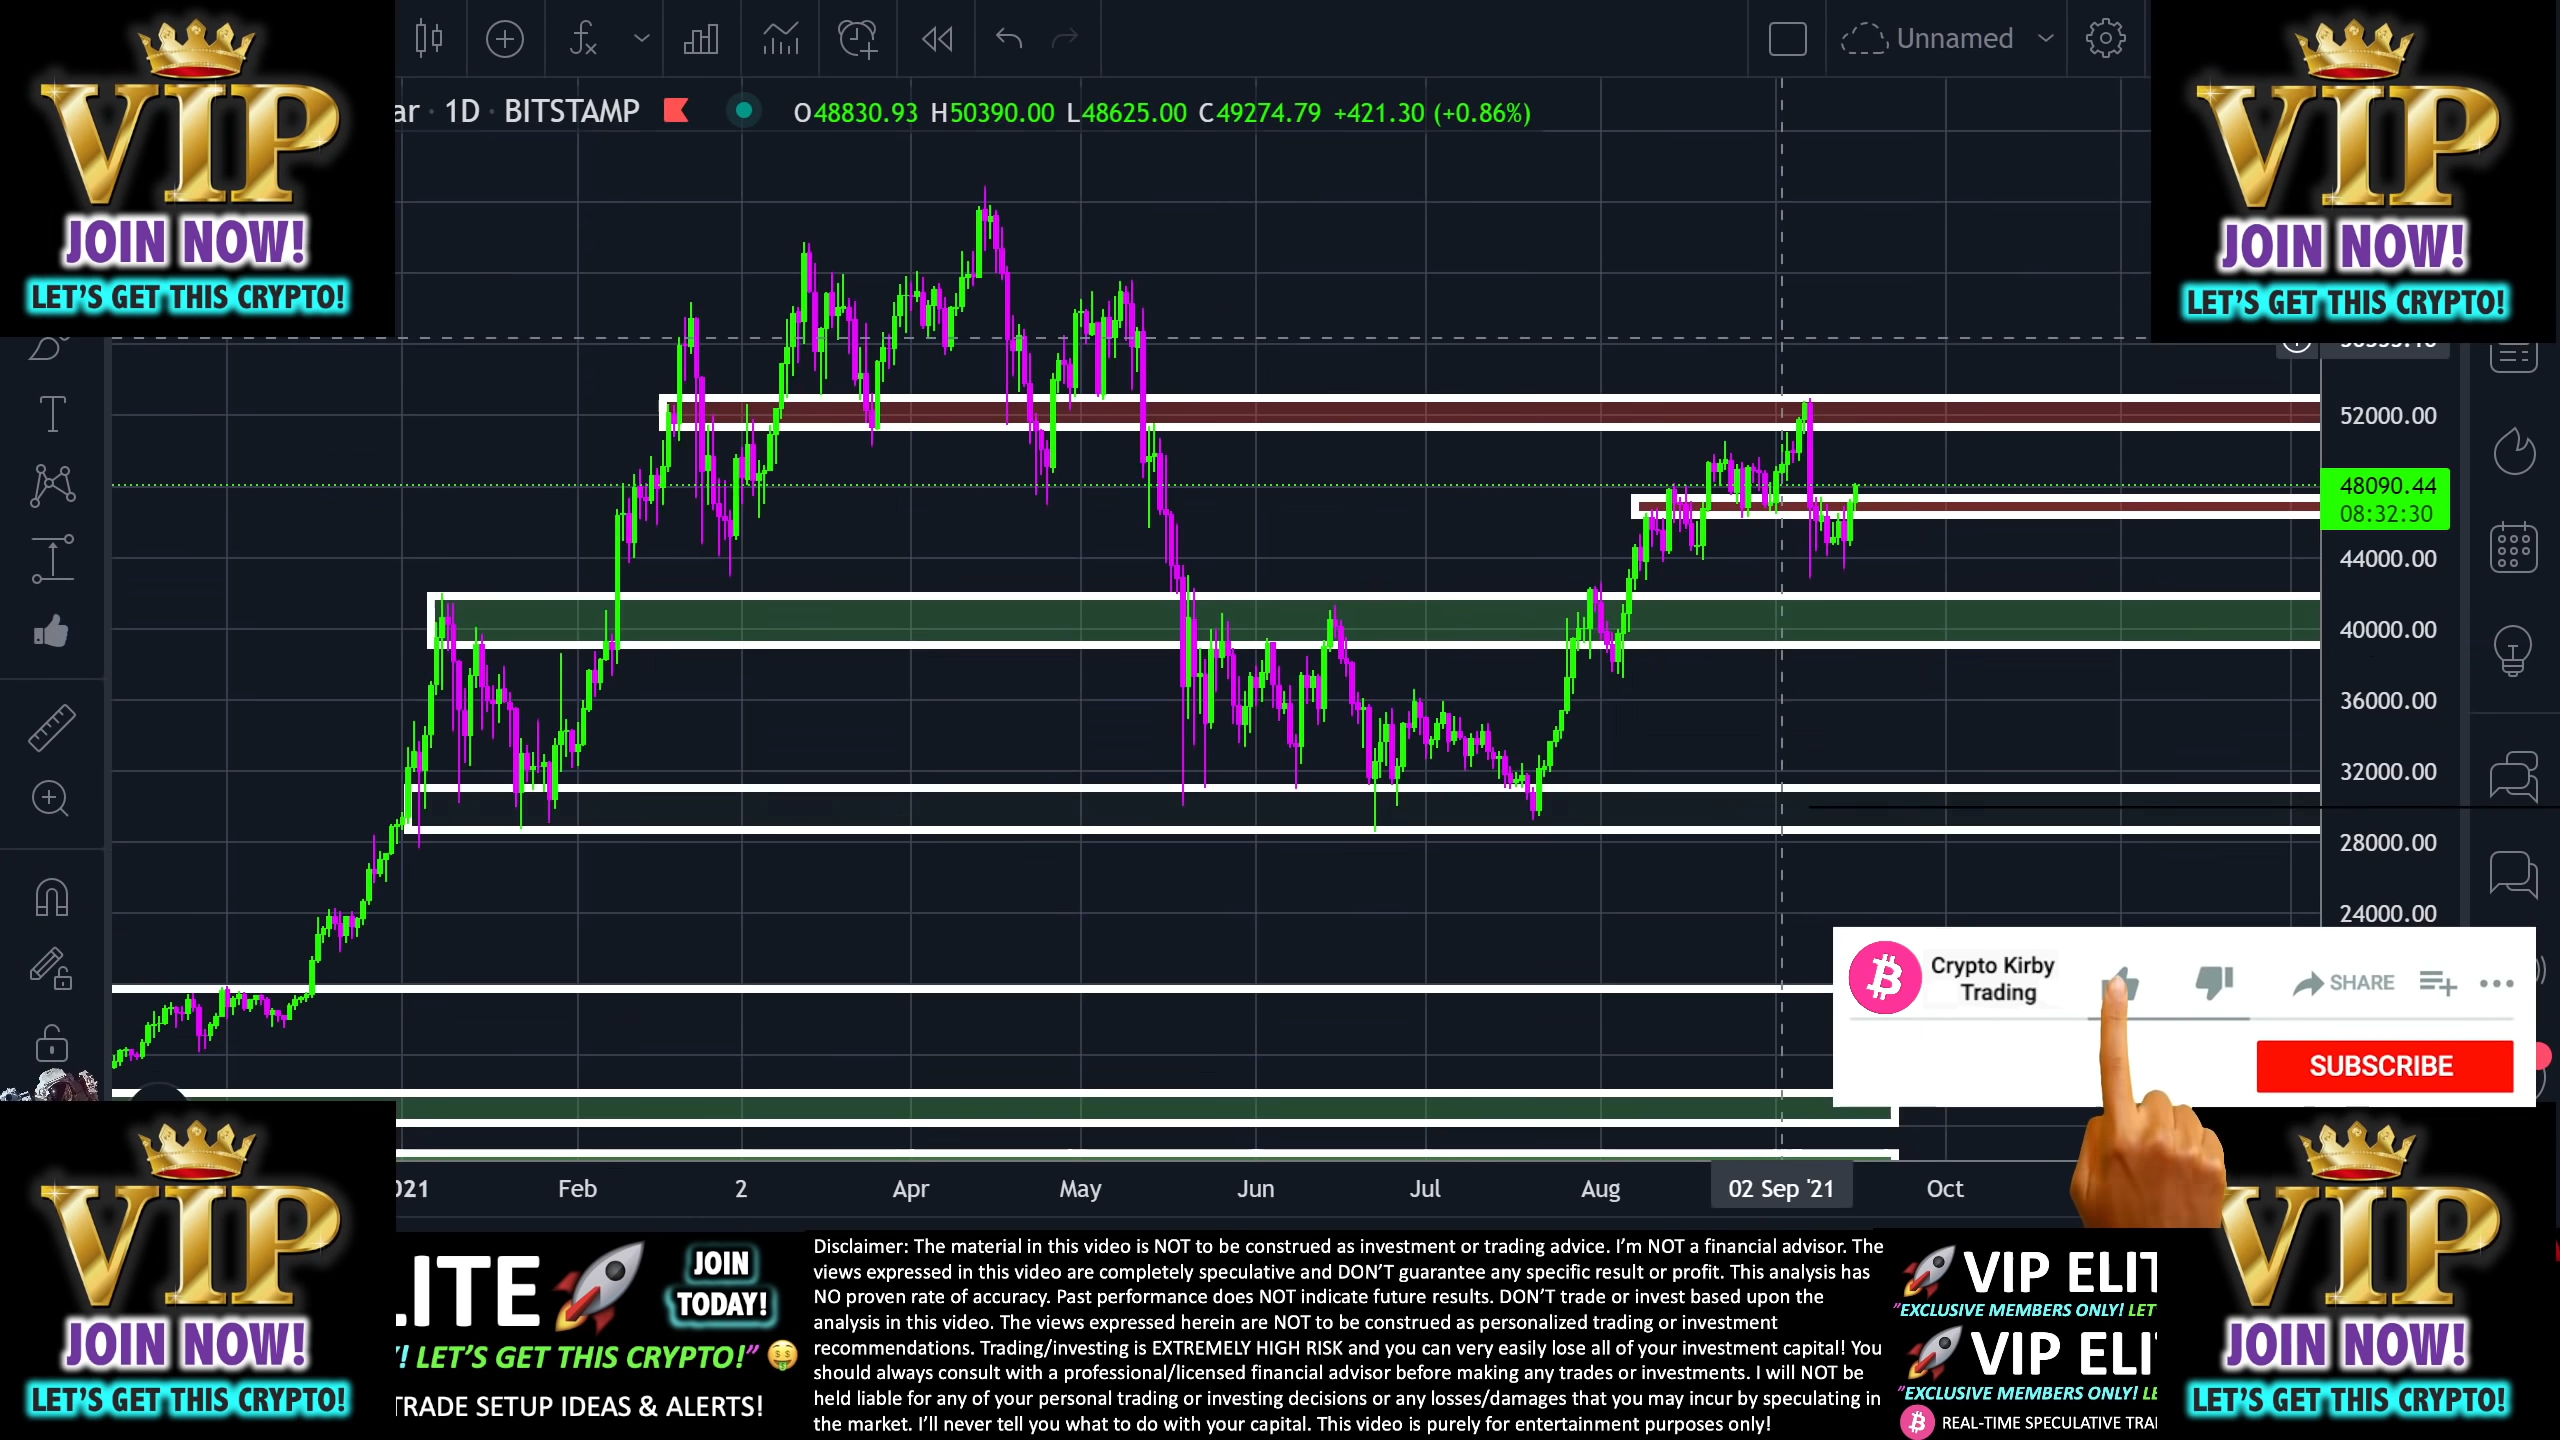 VIP
JOIN NOW!
LET'S GET THIS CRYPTO!
Unnamed
VIP
JOIN NOW!
LET'S GET THIS CRYPTO!
ar · 1D · BITSTAMP O48830.93 H50390.00 L48625.00 C49274.79 +421.30 (+0.86%)
52000.00
48090.44
08:32:30
44000.00
40000.00
36000.00
32000.00
28000.00
24000.00
Crypto Kirby
Trading
SHARE
SUBSCRIBE
021 Feb 2 Apr May Jun Jul Aug 02 Sep '21 Oct
VIP
JOIN NOW!
LET'S GET THIS CRYPTO!
LITE
JOIN
TODAY!
! LET'S GET THIS CRYPTO!"
TRADE SETUP IDEAS & ALERTS!
Disclaimer: The material in this video is NOT to be construed as investment or trading advice. I'm NOT a financial advisor. The
views expressed in this video are completely speculative and DON'T guarantee any specific result or profit. This analysis has
NO proven rate of accuracy. Past performance does NOT indicate future results. DON'T trade or invest based upon the
analysis in this video. The views expressed herein are NOT to be construed as personalized trading or investment
recommendations. Trading/investing is EXTREMELY HIGH RISK and you can very easily lose all of your investment capital! You
should always consult with a professional/licensed financial advisor before making any trades or investments. I will NOT be
held liable for any of your personal trading or investing decisions or any losses/damages that you may incur by speculating in
the market. I'll never tell you what to do with your capital. This video is purely for entertainment purposes only!
VIP ELIT
"EXCLUSIVE MEMBERS ONLY! LET
VIP ELI
"EXCLUSIVE MEMBERS ONLY! LE
REAL-TIME SPECULATIVE TRA
VIP
JOIN NOW!
LET'S GET THIS CRYPTO!